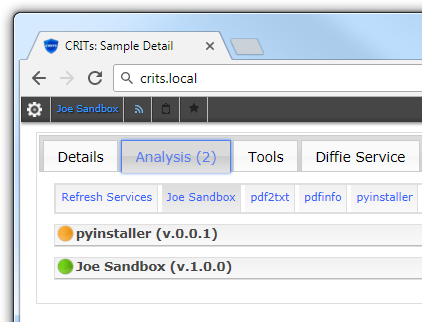 CRITs: Sample Detail
crits.local
Joe Sandbox
Details Analysis (2) Tools Diffie Service
Refresh Services Joe Sandbox pdf2txt pdfinfo pyinstaller
pyinstaller (v.0.0.1)
Joe Sandbox (v.1.0.0)